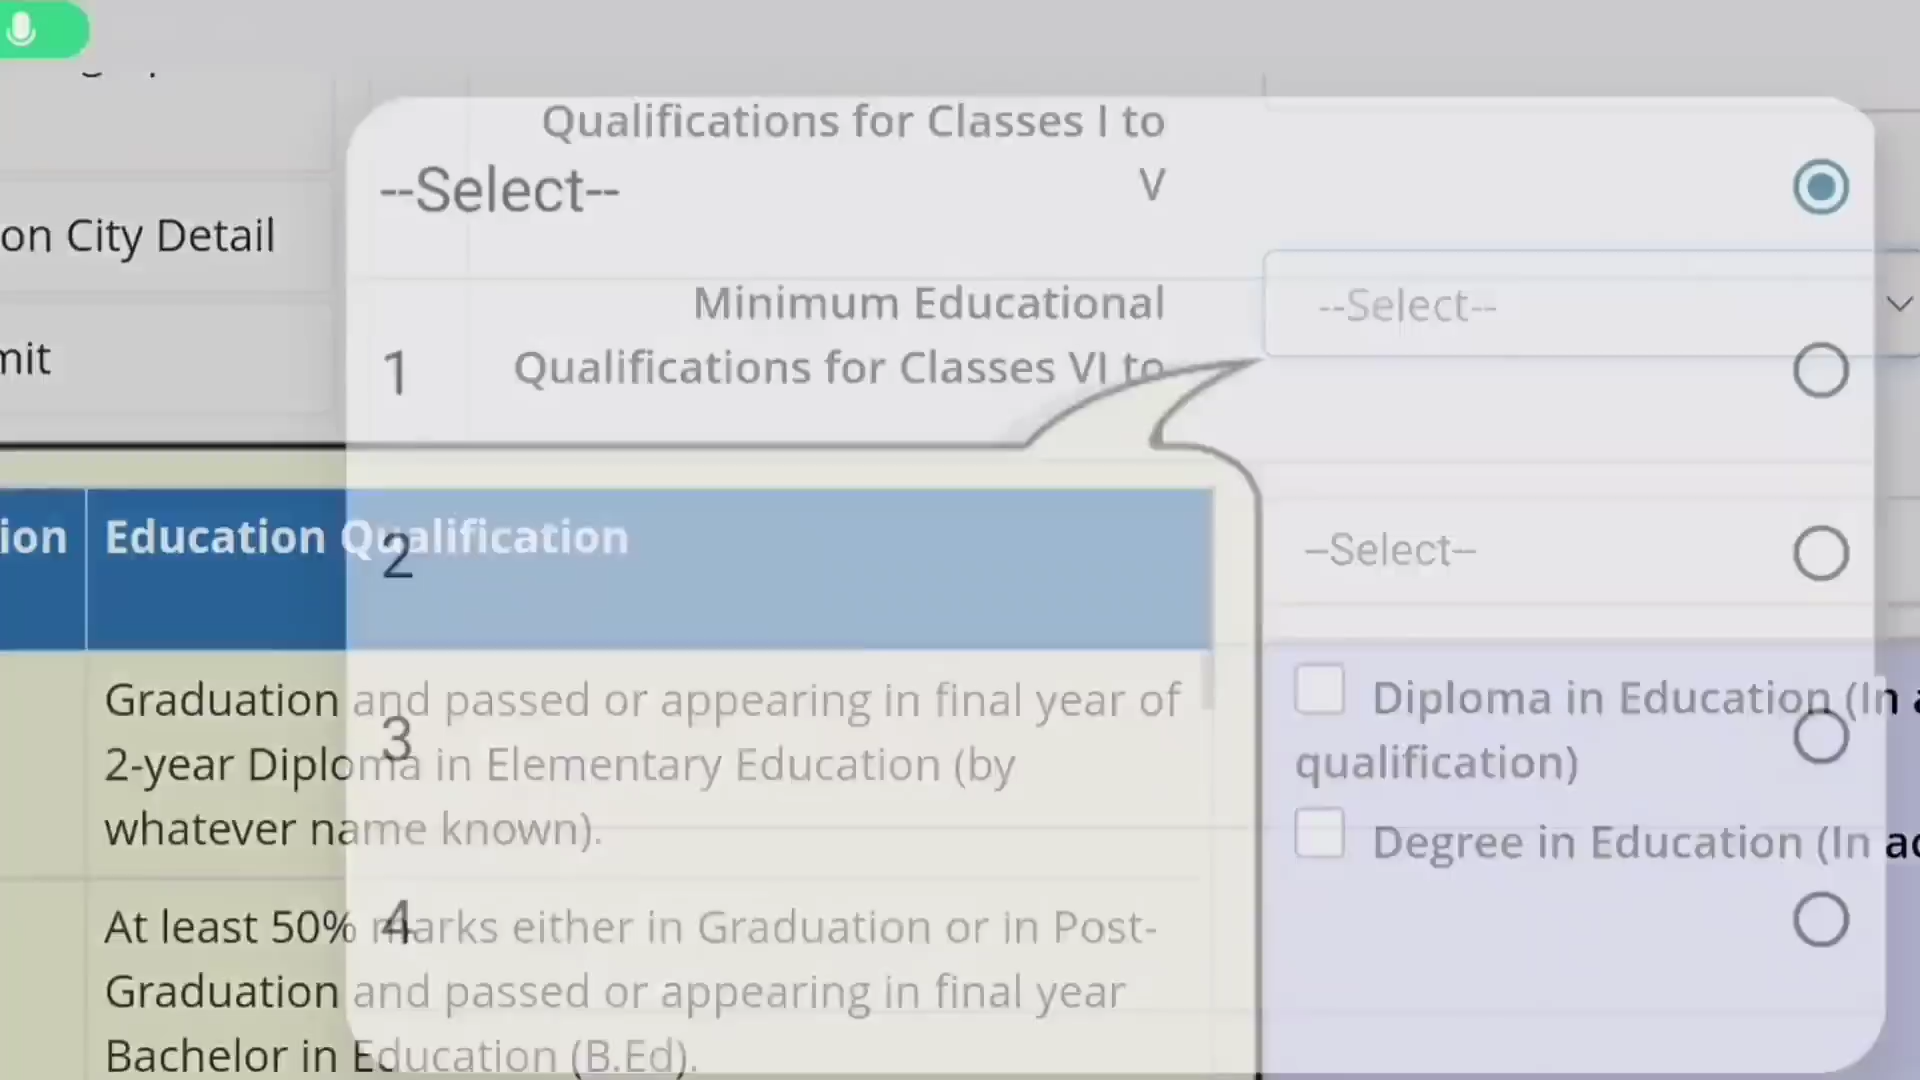 Qualifications for Classes I to
V
--Select--
on City Detail
Minimum Educational
Qualifications for Classes VI to
--Select--
mit
1
ion
Education Qualification
2
--Select--
Graduation and passed or appearing in final year of
2-year Diploma in Elementary Education (by
whatever name known).
3
Diploma in Education (In a
qualification)
Degree in Education (In ad
At least 50% marks either in Graduation or in Post-
Graduation and passed or appearing in final year
Bachelor in Education (B.Ed).
4